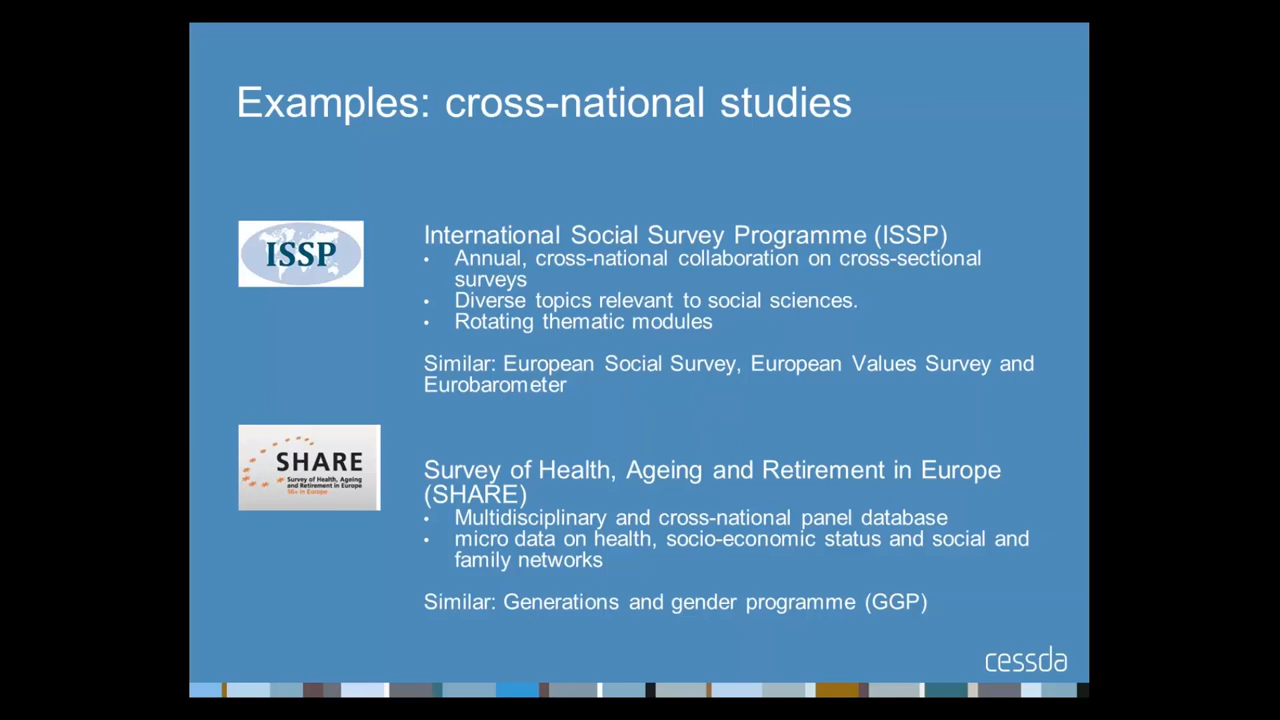 Examples: cross-national studies
ISSP
International Social Survey Programme (ISSP)
• Annual, cross-national collaboration on cross-sectional
surveys
• Diverse topics relevant to social sciences.
• Rotating thematic modules
Similar: European Social Survey, European Values Survey and
Eurobarometer
SHARE
Survey of Health, Ageing
and Retirement in Europe
50+ in Europe
Survey of Health, Ageing and Retirement in Europe
(SHARE)
• Multidisciplinary and cross-national panel database
• micro data on health, socio-economic status and social and
family networks
Similar: Generations and gender programme (GGP)
cessda